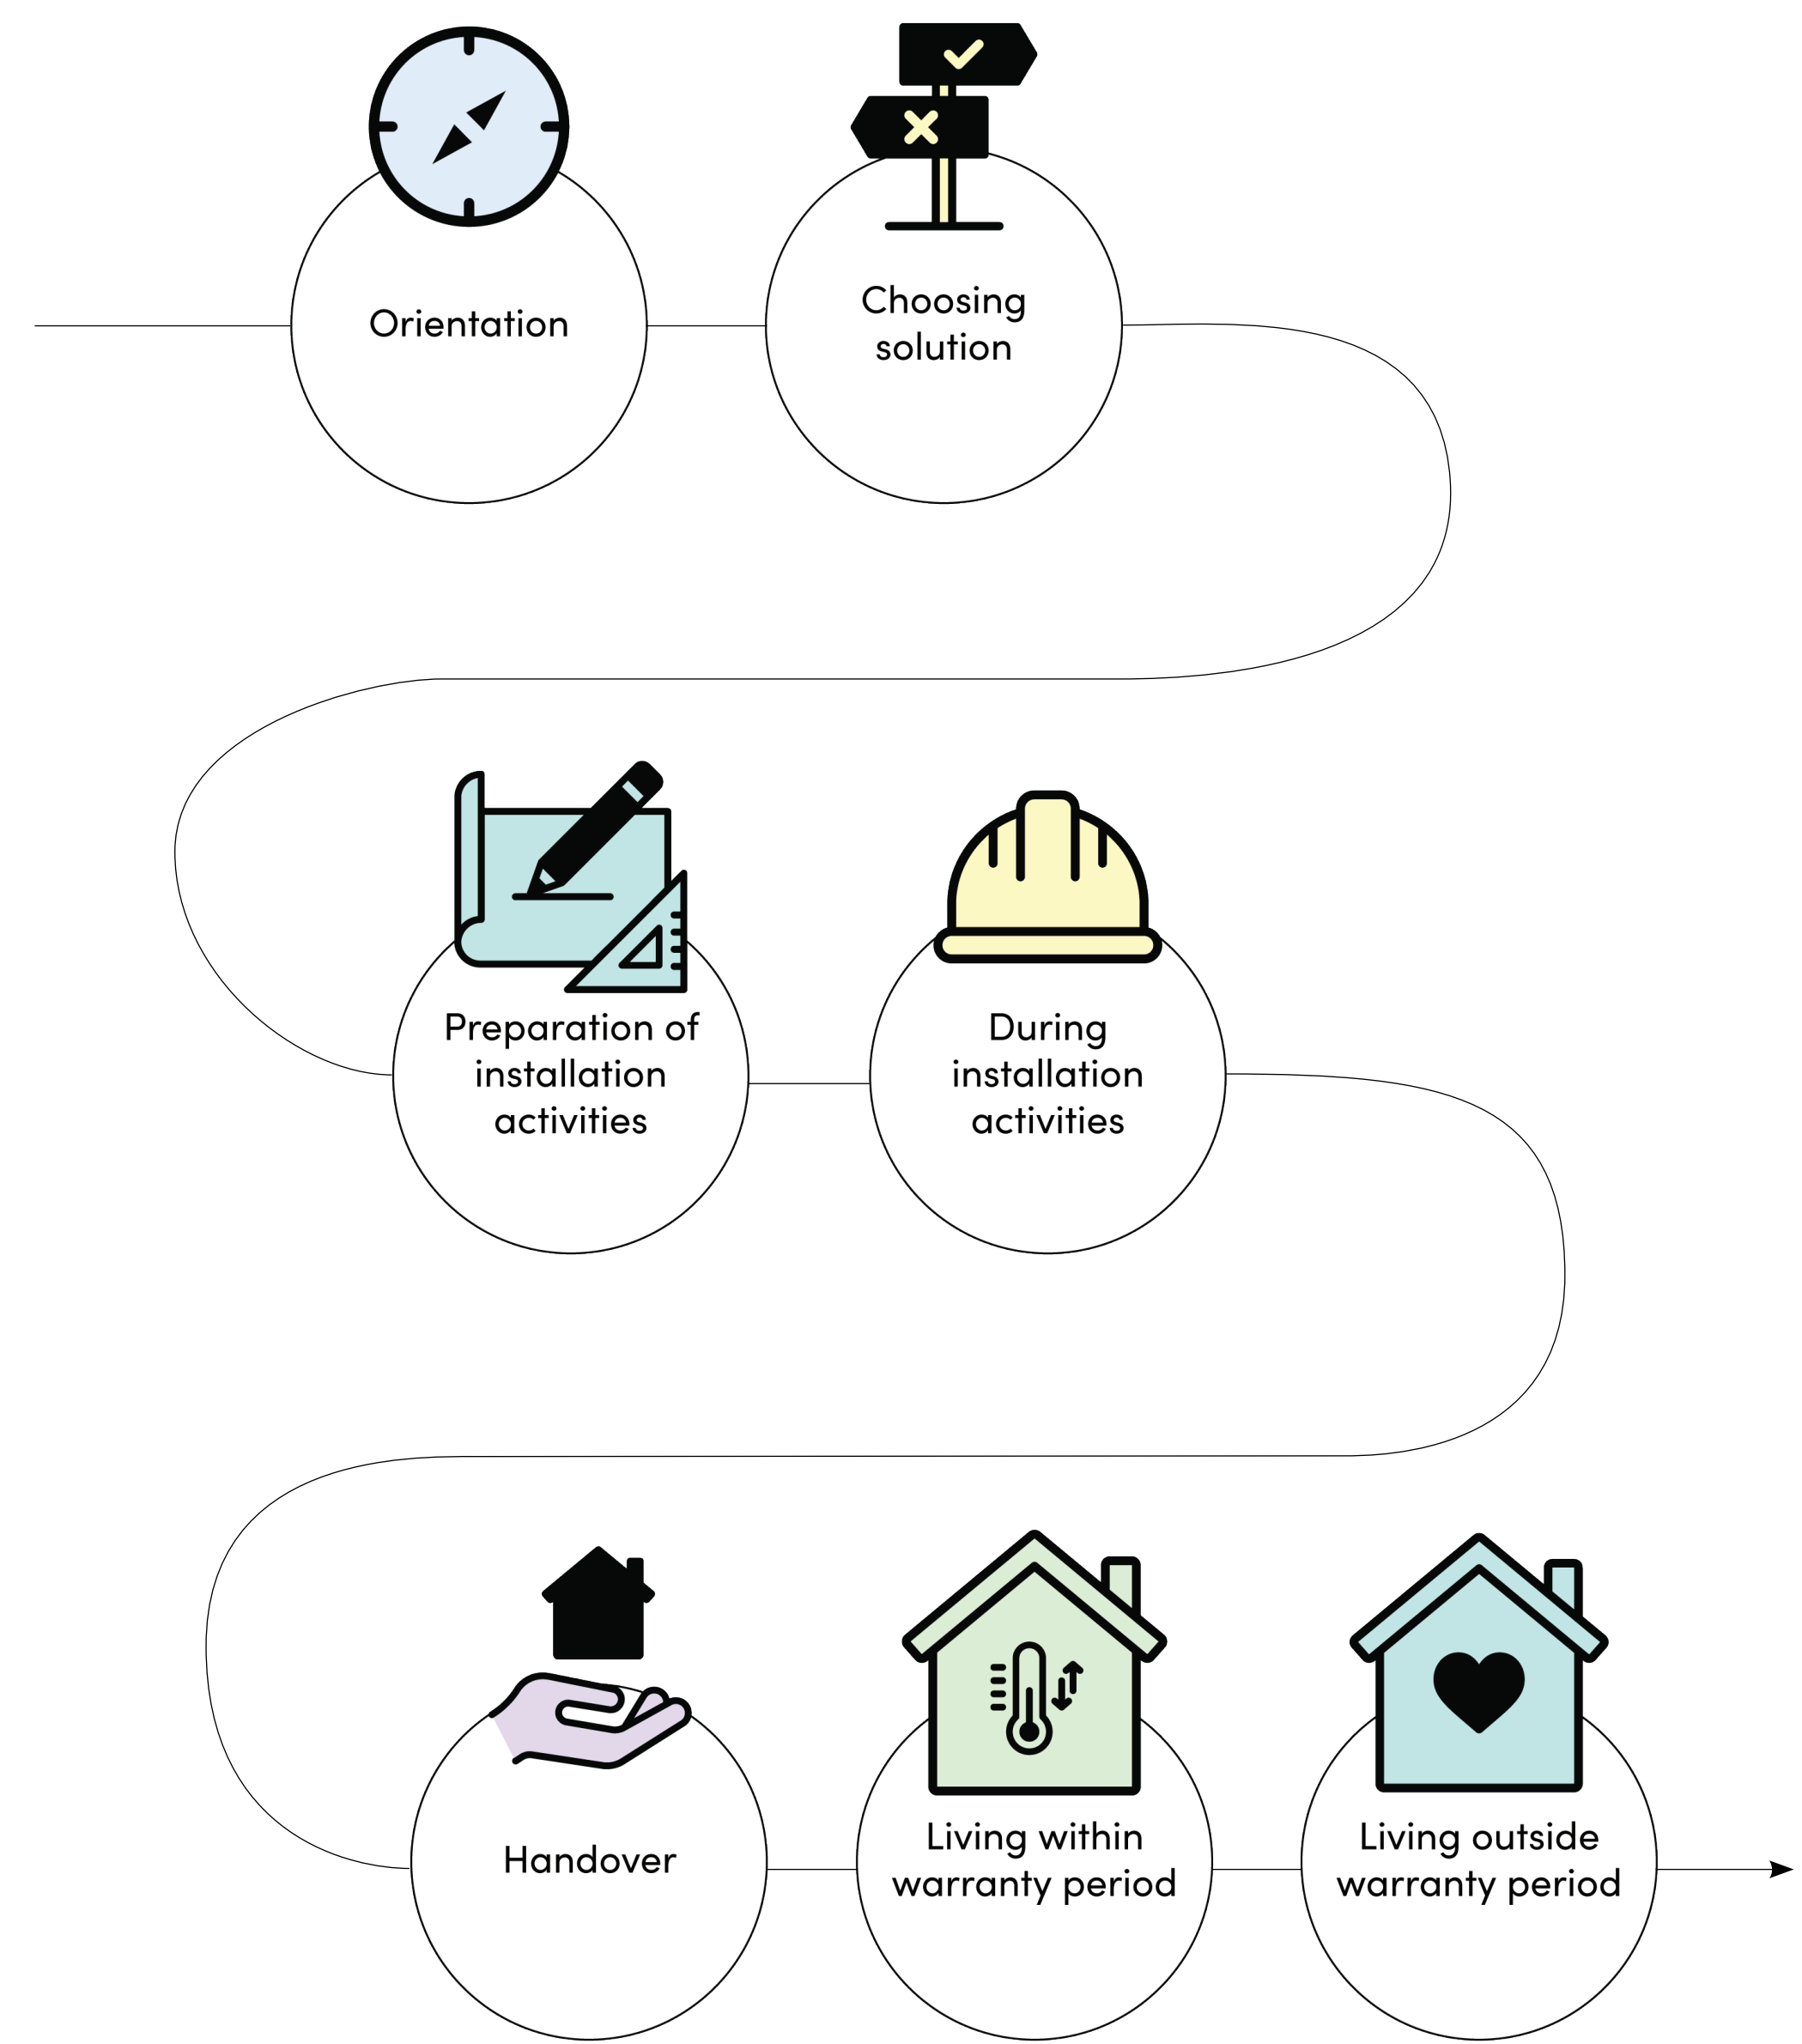 Orientation
Choosing
solution
Preparation of
installation
activities
During
installation
activities
Handover
Living within
warranty period
Living outside
warranty period